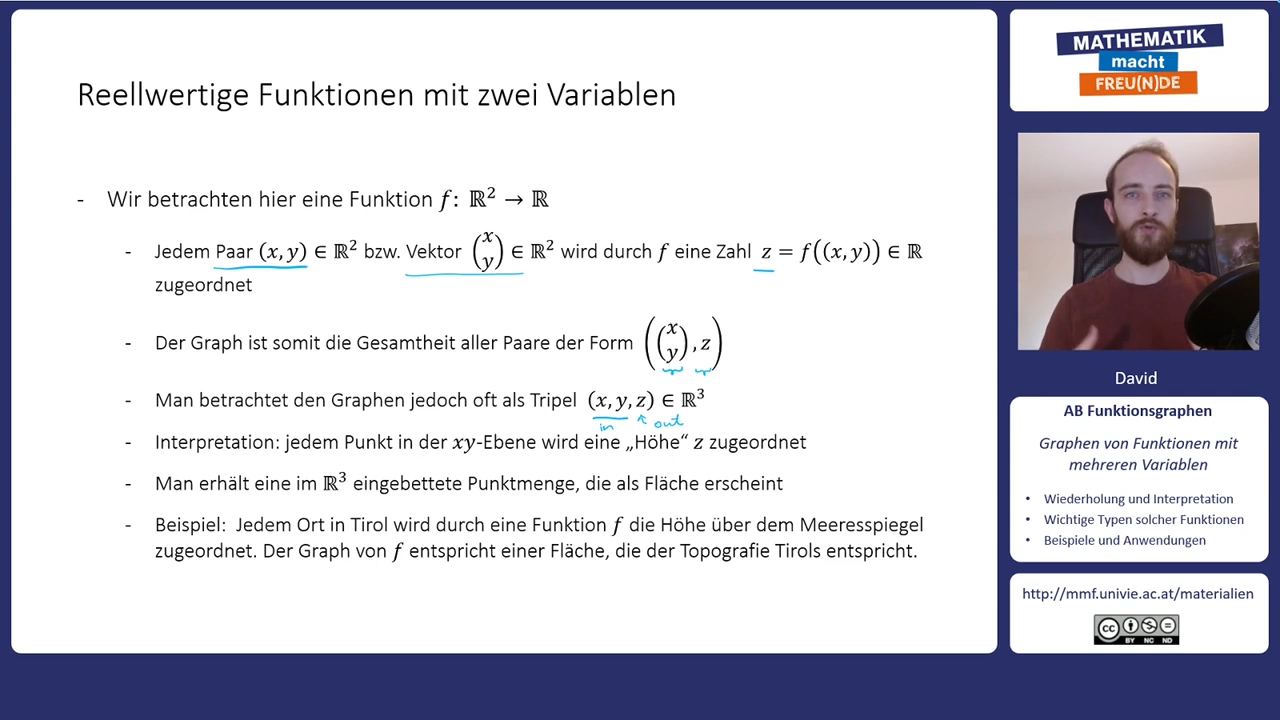 Reellwertige Funktionen mit zwei Variablen
- Wir betrachten hier eine Funktion f: ℝ² → ℝ
- Jedem Paar (x, y) ∈ ℝ² bzw. Vektor (x y) ∈ ℝ² wird durch f eine Zahl z = f((x, y)) ∈ ℝ
zugeordnet
- Der Graph ist somit die Gesamtheit aller Paare der Form ((x y), z)
- Man betrachtet den Graphen jedoch oft als Tripel (x, y, z) ∈ ℝ³
in out
- Interpretation: jedem Punkt in der xy-Ebene wird eine „Höhe“ z zugeordnet
- Man erhält eine im ℝ³ eingebettete Punktmenge, die als Fläche erscheint
- Beispiel: Jedem Ort in Tirol wird durch eine Funktion f die Höhe über dem Meeresspiegel
zugeordnet. Der Graph von f entspricht einer Fläche, die der Topografie Tirols entspricht.
MATHEMATIK
macht
FREU(N)DE
David
AB Funktionsgraphen
Graphen von Funktionen mit
mehreren Variablen
• Wiederholung und Interpretation
• Wichtige Typen solcher Funktionen
• Beispiele und Anwendungen
http://mmf.univie.ac.at/materialien
cc
BY NC ND